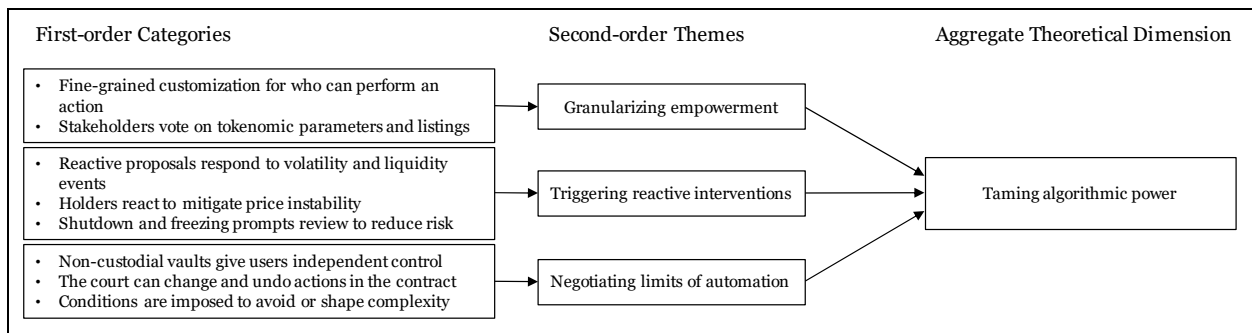 First-order Categories
Second-order Themes
Aggregate Theoretical Dimension
• Fine-grained customization for who can perform an
action
• Stakeholders vote on tokenomic parameters and listings
Granularizing empowerment
• Reactive proposals respond to volatility and liquidity
events
• Holders react to mitigate price instability
• Shutdown and freezing prompts review to reduce risk
Triggering reactive interventions
Taming algorithmic power
• Non-custodial vaults give users independent control
• The court can change and undo actions in the contract
• Conditions are imposed to avoid or shape complexity
Negotiating limits of automation